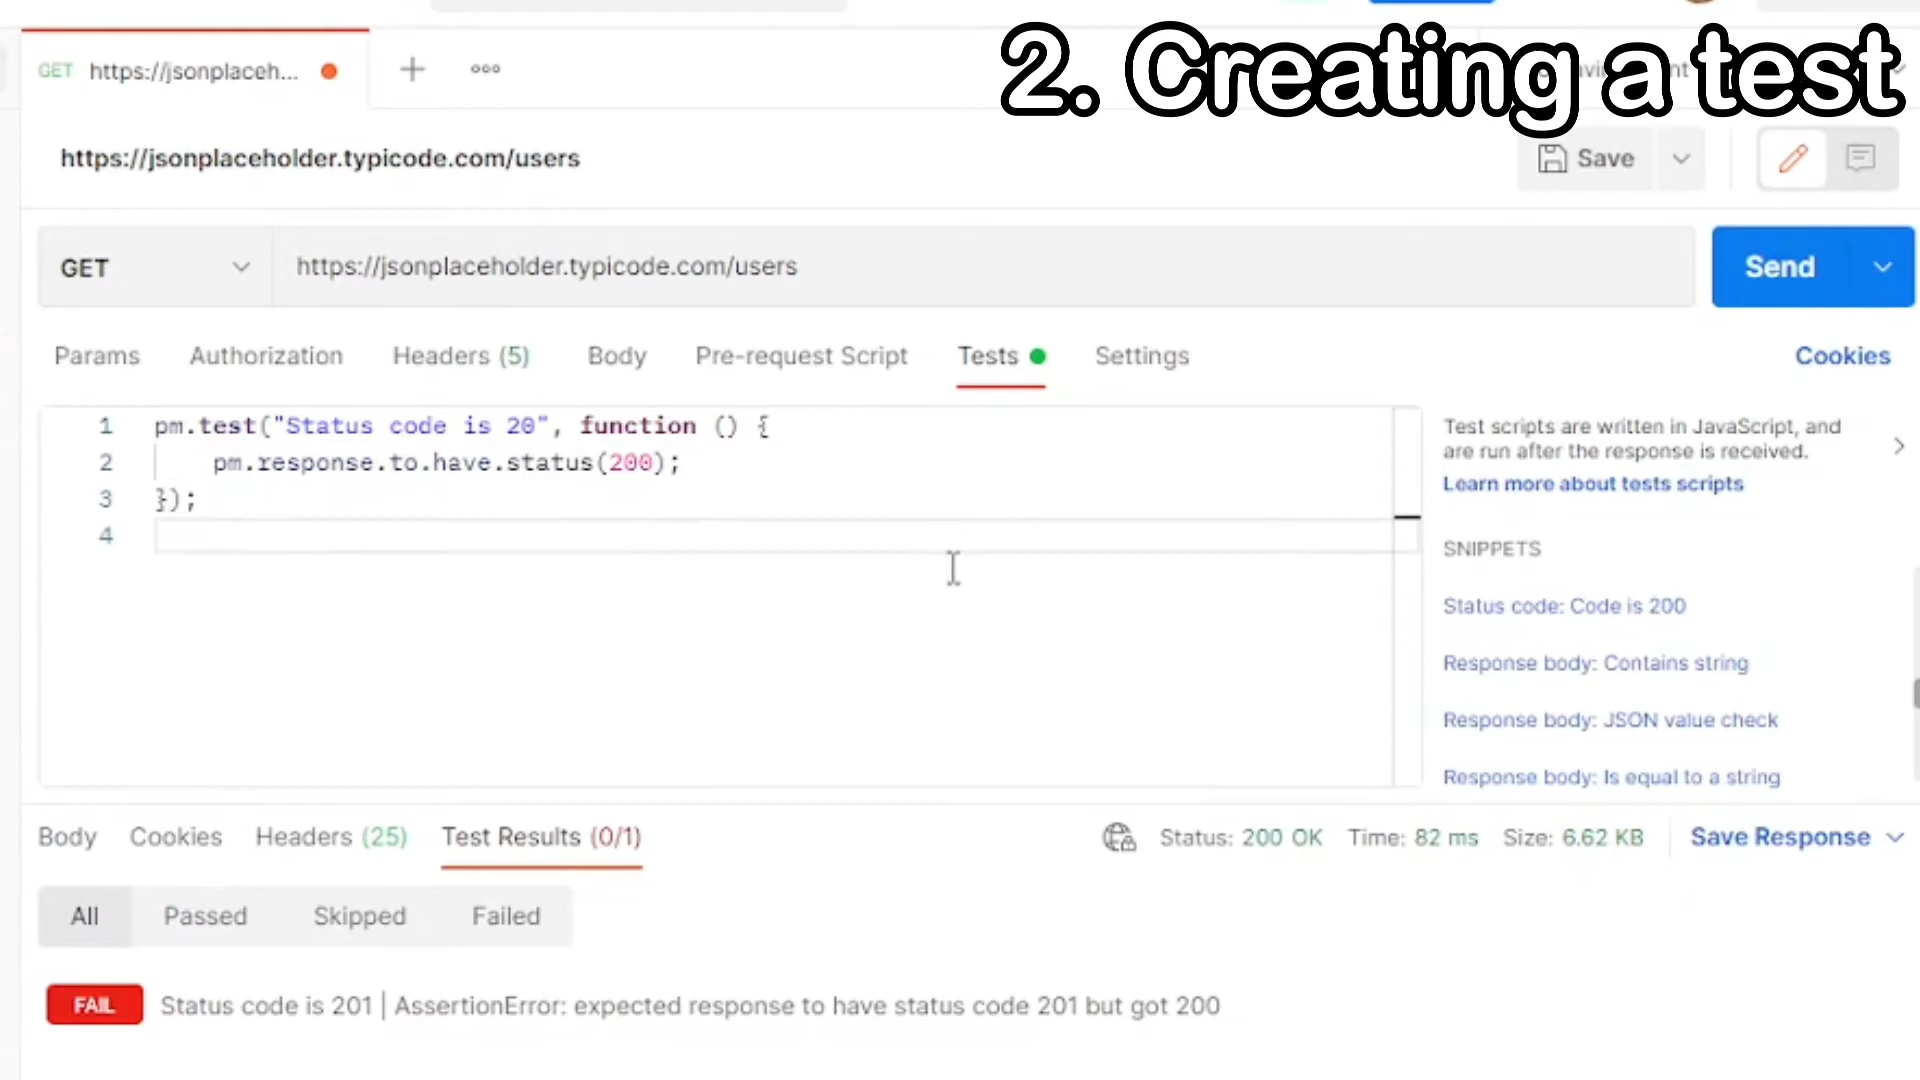 2. Creating a test
GET https://jsonplaceh...
https://jsonplaceholder.typicode.com/users
Save
GET
https://jsonplaceholder.typicode.com/users
Send
Params
Authorization
Headers (5)
Body
Pre-request Script
Tests
Settings
Cookies
1 pm.test("Status code is 20", function () {
2 pm.response.to.have.status(200);
3 });
4
Test scripts are written in JavaScript, and
are run after the response is received.
Learn more about tests scripts
SNIPPETS
Status code: Code is 200
Response body: Contains string
Response body: JSON value check
Response body: Is equal to a string
Body
Cookies
Headers (25)
Test Results (0/1)
Status: 200 OK
Time: 82 ms
Size: 6.62 KB
Save Response
All
Passed
Skipped
Failed
FAIL
Status code is 201 | AssertionError: expected response to have status code 201 but got 200